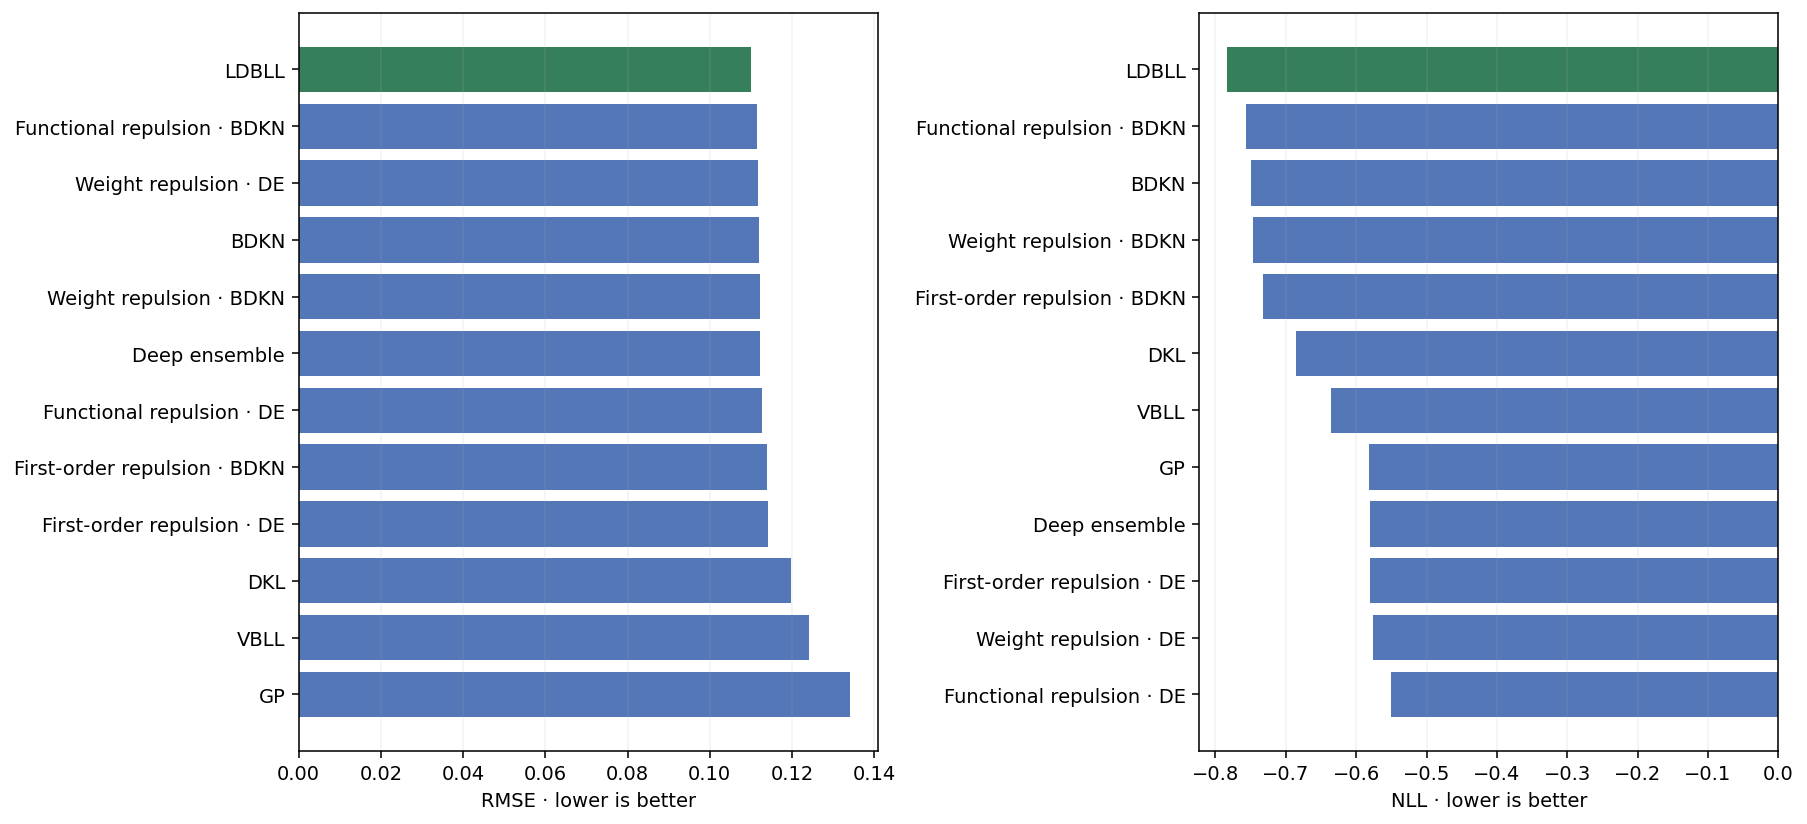 LDBLL
Functional repulsion · BDKN
Weight repulsion · DE
BDKN
Weight repulsion · BDKN
Deep ensemble
Functional repulsion · DE
First-order repulsion · BDKN
First-order repulsion · DE
DKL
VBLL
GP
0.00 0.02 0.04 0.06 0.08 0.10 0.12 0.14
RMSE · lower is better
LDBLL
Functional repulsion · BDKN
BDKN
Weight repulsion · BDKN
First-order repulsion · BDKN
DKL
VBLL
GP
Deep ensemble
First-order repulsion · DE
Weight repulsion · DE
Functional repulsion · DE
−0.8 −0.7 −0.6 −0.5 −0.4 −0.3 −0.2 −0.1 0.0
NLL · lower is better